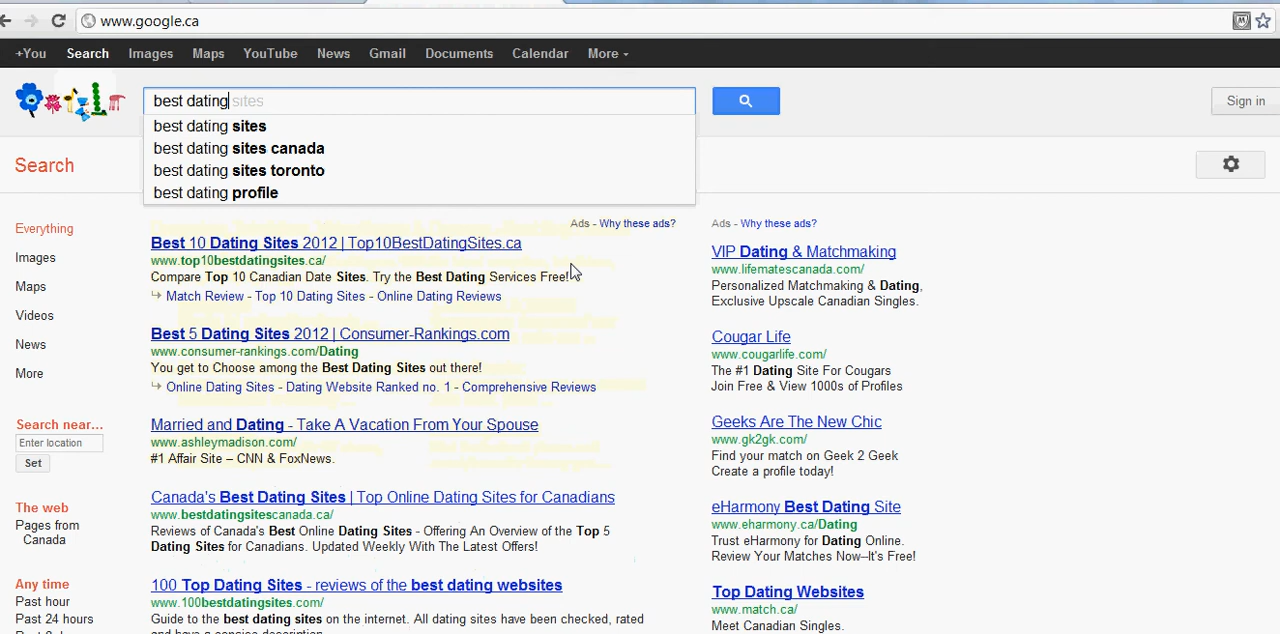 www.google.ca
+You Search Images Maps YouTube News Gmail Documents Calendar More
best dating sites
Sign in
best dating sites
best dating sites canada
best dating sites toronto
best dating profile
Search
Everything
Images
Maps
Videos
News
More
Search near...
Enter location
Set
The web
Pages from
Canada
Any time
Past hour
Past 24 hours
Ads - Why these ads?
Best 10 Dating Sites 2012 | Top10BestDatingSites.ca
www.top10bestdatingsites.ca/
Compare Top 10 Canadian Date Sites. Try the Best Dating Services Free!
Match Review - Top 10 Dating Sites - Online Dating Reviews
Best 5 Dating Sites 2012 | Consumer-Rankings.com
www.consumer-rankings.com/Dating
You get to Choose among the Best Dating Sites out there!
Online Dating Sites - Dating Website Ranked no. 1 - Comprehensive Reviews
Married and Dating - Take A Vacation From Your Spouse
www.ashleymadison.com/
#1 Affair Site – CNN & FoxNews.
Canada's Best Dating Sites | Top Online Dating Sites for Canadians
www.bestdatingsitescanada.ca/
Reviews of Canada's Best Online Dating Sites - Offering An Overview of the Top 5
Dating Sites for Canadians. Updated Weekly With The Latest Offers!
100 Top Dating Sites - reviews of the best dating websites
www.100bestdatingsites.com/
Guide to the best dating sites on the internet. All dating sites have been checked, rated
and have a concise description
Ads - Why these ads?
VIP Dating & Matchmaking
www.lifematescanada.com/
Personalized Matchmaking & Dating,
Exclusive Upscale Canadian Singles.
Cougar Life
www.cougarlife.com/
The #1 Dating Site For Cougars
Join Free & View 1000s of Profiles
Geeks Are The New Chic
www.gk2gk.com/
Find your match on Geek 2 Geek
Create a profile today!
eHarmony Best Dating Site
www.eharmony.ca/Dating
Trust eHarmony for Dating Online.
Review Your Matches Now--It's Free!
Top Dating Websites
www.match.ca/
Meet Canadian Singles.